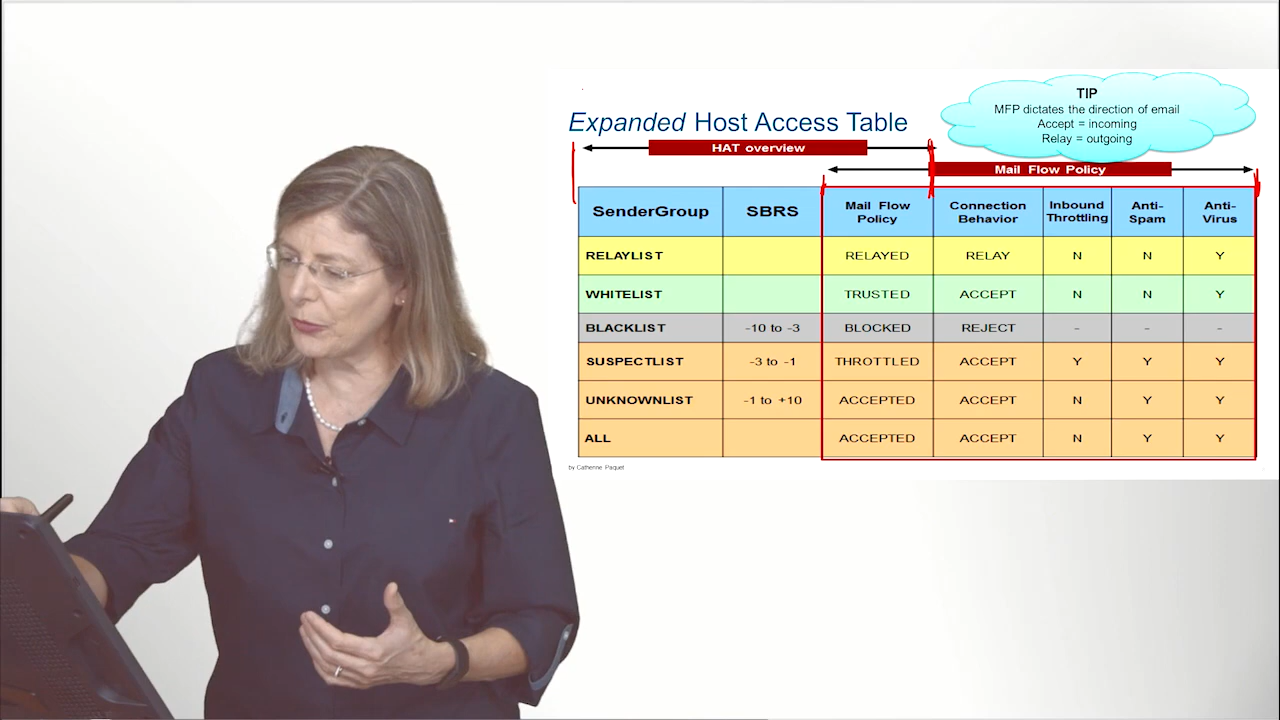 TIP
MFP dictates the direction of email
Accept = incoming
Relay = outgoing
Expanded Host Access Table
HAT overview
Mail Flow Policy
SenderGroup SBRS Mail Flow Policy Connection Behavior Inbound Throttling Anti-Spam Anti-Virus
RELAYLIST RELAYED RELAY N N Y
WHITELIST TRUSTED ACCEPT N N Y
BLACKLIST -10 to -3 BLOCKED REJECT - - -
SUSPECTLIST -3 to -1 THROTTLED ACCEPT Y Y Y
UNKNOWNLIST -1 to +10 ACCEPTED ACCEPT N Y Y
ALL ACCEPTED ACCEPT N Y Y
by Catherine Paquet